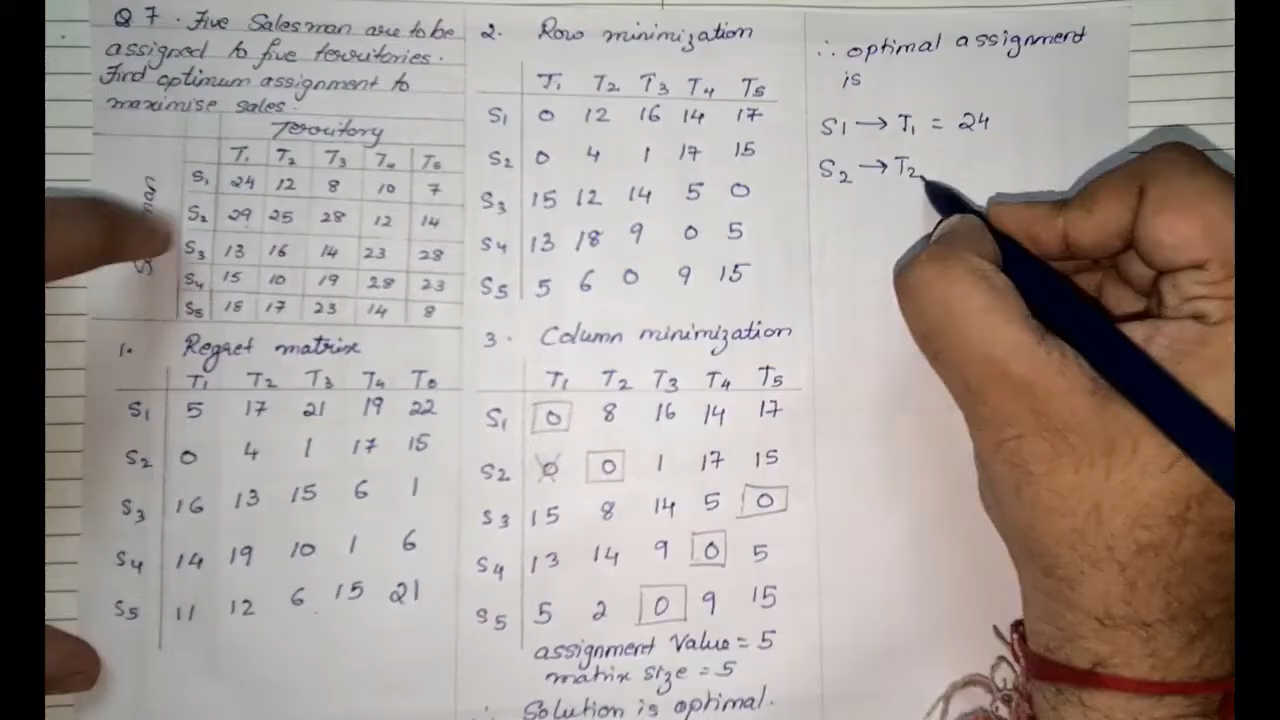 Q 7. Five Salesman are to be
assigned to five territories.
Find optimum assignment to
maximise sales.
Territory
T1 T2 T3 T4 T5
S1 24 12 8 10 7
S2 29 25 28 12 14
S3 13 16 14 23 28
S4 15 10 19 28 23
S5 18 17 23 14 8
1. Regret matrix
T1 T2 T3 T4 T5
S1 5 17 21 19 22
S2 0 4 1 17 15
S3 16 13 15 6 1
S4 14 19 10 1 6
S5 11 12 6 15 21
2. Row minimization
T1 T2 T3 T4 T5
S1 0 12 16 14 17
S2 0 4 1 17 15
S3 15 12 14 5 0
S4 13 18 9 0 5
S5 5 6 0 9 15
3. Column minimization
T1 T2 T3 T4 T5
S1 0 8 16 14 17
S2 0 0 1 17 15
S3 15 8 14 5 0
S4 13 14 9 0 5
S5 5 2 0 9 15
assignment value = 5
matrix size = 5
∴ Solution is optimal.
∴ optimal assignment
is
S1 → T1 = 24
S2 → T2